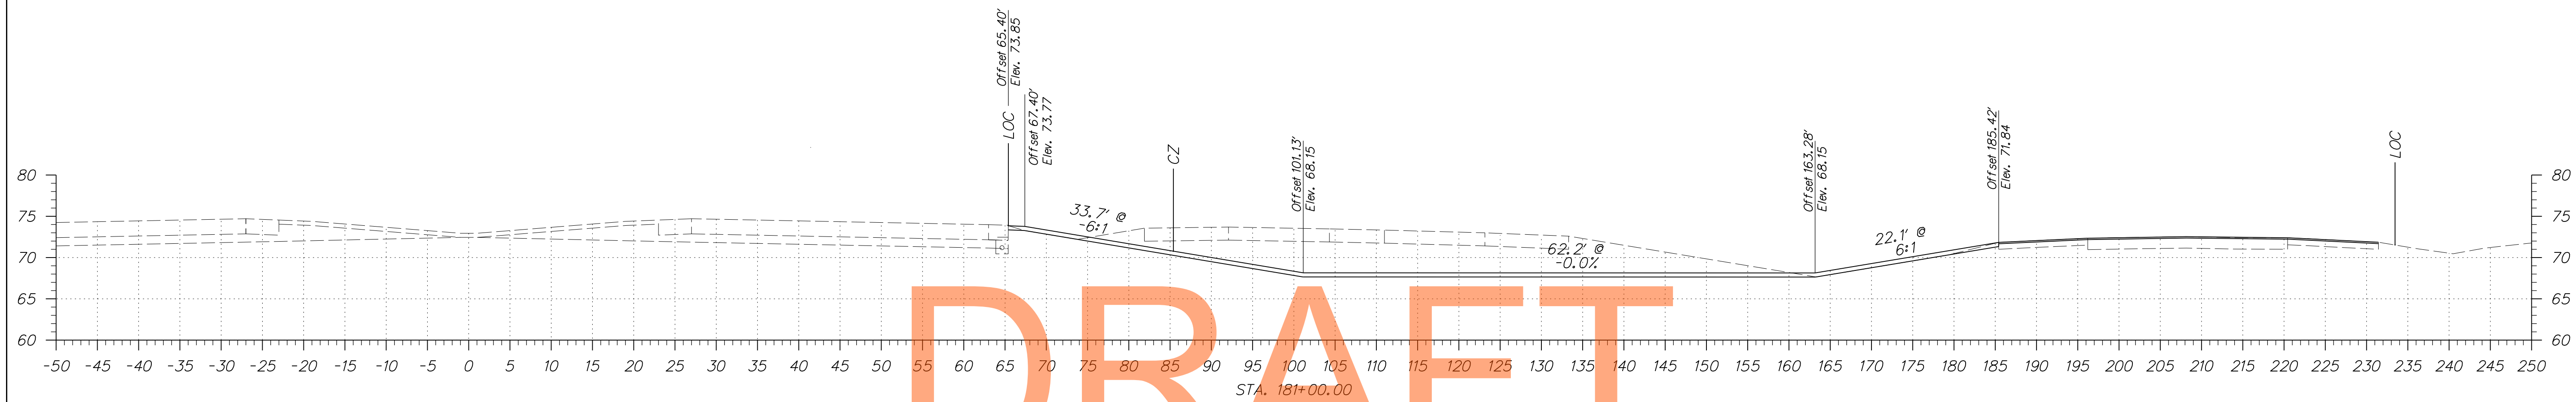 Offset 65.40'
Elev. 73.85
LOC
Offset 67.40'
Elev. 73.77
CZ
Offset 101.13'
Elev. 68.15
Offset 163.28'
Elev. 68.15
Offset 185.42'
Elev. 71.84
LOC
33.7' @
-6:1
62.2' @
-0.0%
22.1' @
6:1
80
75
70
65
60
80
75
70
65
60
-50 -45 -40 -35 -30 -25 -20 -15 -10 -5 0 5 10 15 20 25 30 35 40 45 50 55 60 65 70 75 80 85 90 95 100 105 110 115 120 125 130 135 140 145 150 155 160 165 170 175 180 185 190 195 200 205 210 215 220 225 230 235 240 245 250
STA. 181+00.00
DRAFT